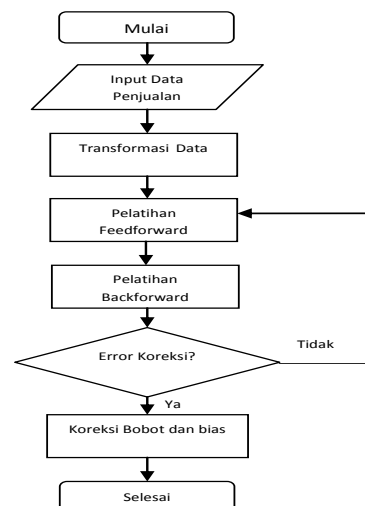 Mulai
Input Data
Penjualan
Transformasi Data
Pelatihan
Feedforward
Pelatihan
Backforward
Error Koreksi?
Tidak
Ya
Koreksi Bobot dan bias
Selesai